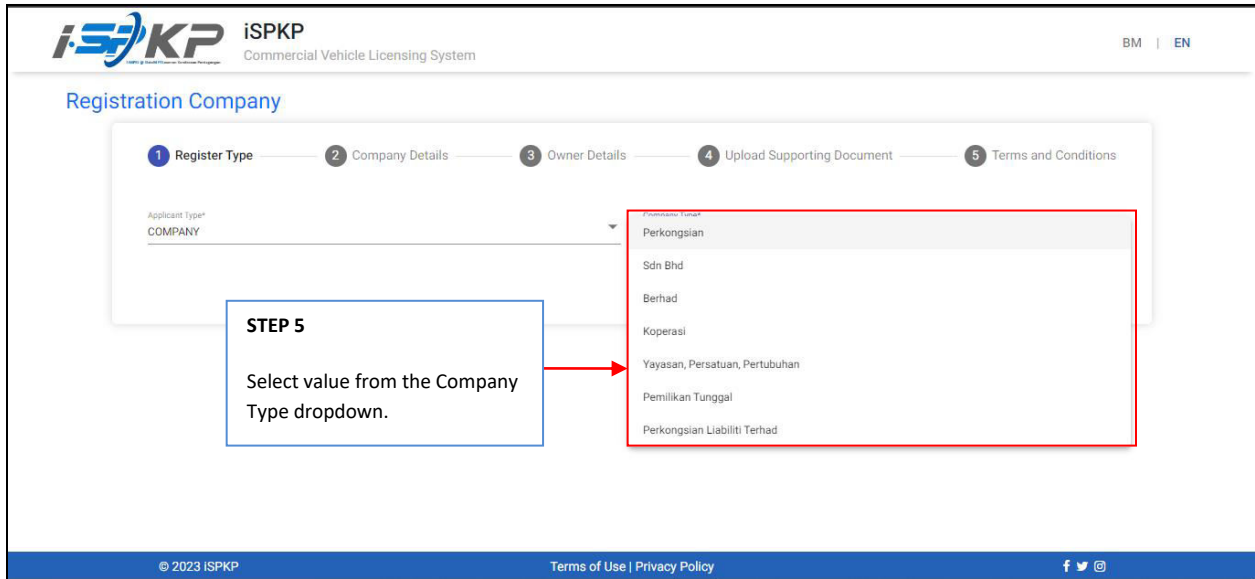 i.SPKP
iSPKP
Commercial Vehicle Licensing System
BM | EN
Registration Company
1 Register Type
2 Company Details
3 Owner Details
4 Upload Supporting Document
5 Terms and Conditions
Applicant Type*
COMPANY
Company Type*
Perkongsian
Sdn Bhd
Berhad
Koperasi
Yayasan, Persatuan, Pertubuhan
Pemilikan Tunggal
Perkongsian Liabiliti Terhad
STEP 5
Select value from the Company
Type dropdown.
© 2023 iSPKP
Terms of Use | Privacy Policy